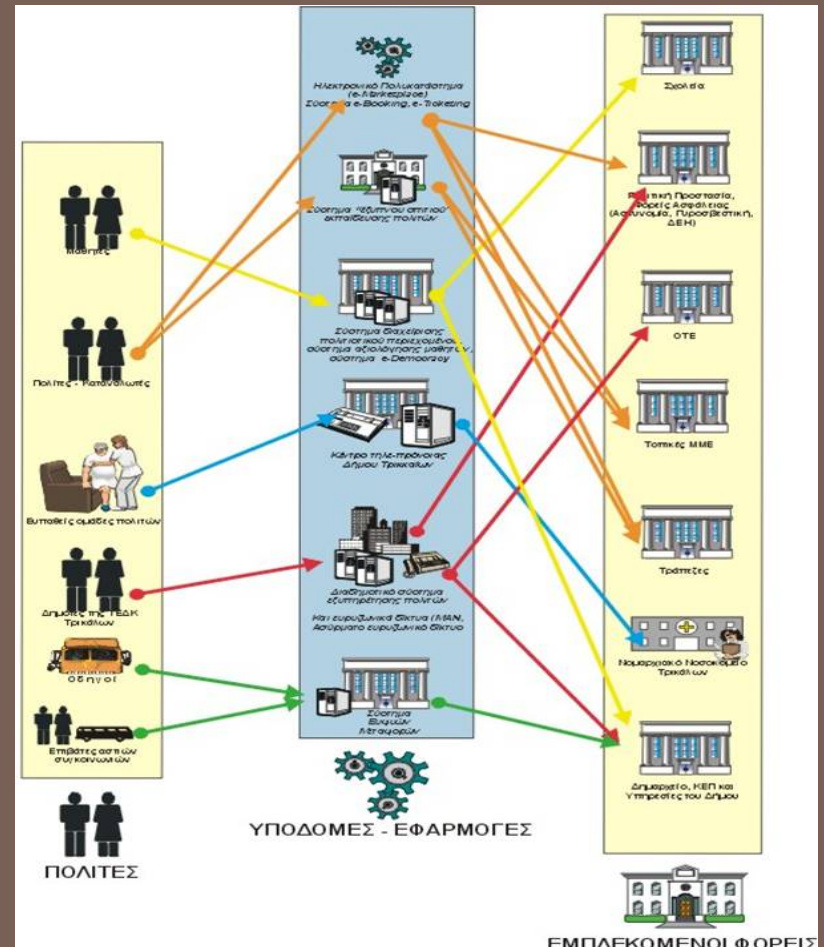 Μαθητές
Πολίτες - Καταναλωτές
Ευπαθείς ομάδες πολιτών
Δημότες της ΤΕΔΚ
Τρικάλων
Οδηγοί
Επιβάτες αστικών
συγκοινωνιών
ΠΟΛΙΤΕΣ
Ηλεκτρονικό Πολυκατάστημα
(e-Marketplace)
Σύστημα e-Booking, e-Ticketing
Σύστημα "έξυπνου σπιτιού"
εκπαίδευσης πολιτών
Σύστημα διαχείρισης
πολιτιστικού περιεχομένου,
σύστημα αξιολόγησης μαθητών,
σύστημα e-Democracy
Κέντρο τηλε-πρόνοιας
Δήμου Τρικκαίων
Διαδημοτικό σύστημα
εξυπηρέτησης πολιτών
Και ευρυζωνικά δίκτυα (MAN,
Ασύρματο ευρυζωνικό δίκτυο
Σύστημα
Ευφυών
Μεταφορών
ΥΠΟΔΟΜΕΣ - ΕΦΑΡΜΟΓΕΣ
Σχολεία
Πολιτική Προστασία,
Φορείς Ασφάλειας
(Αστυνομία, Πυροσβεστική,
ΔΕΗ)
ΟΤΕ
Τοπικές ΜΜΕ
Τράπεζες
Νομαρχιακό Νοσοκομείο
Τρικάλων
Δημαρχείο, ΚΕΠ και
Υπηρεσίες του Δήμου
ΕΜΠΛΕΚΟΜΕΝΟΙ ΦΟΡΕΙΣ